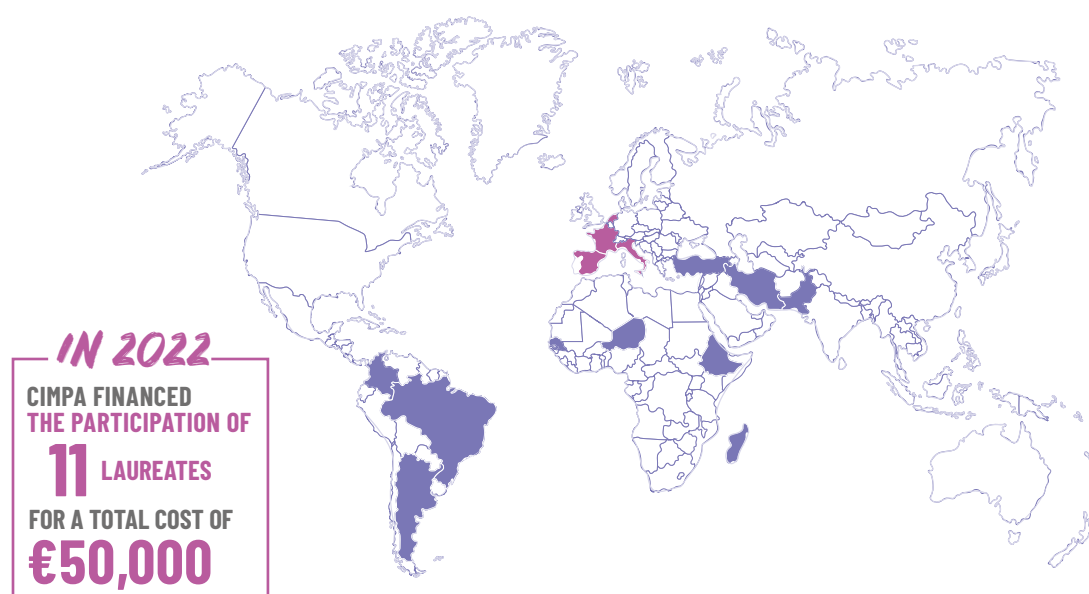 IN 2022
CIMPA FINANCED
THE PARTICIPATION OF
11 LAUREATES
FOR A TOTAL COST OF
€50,000